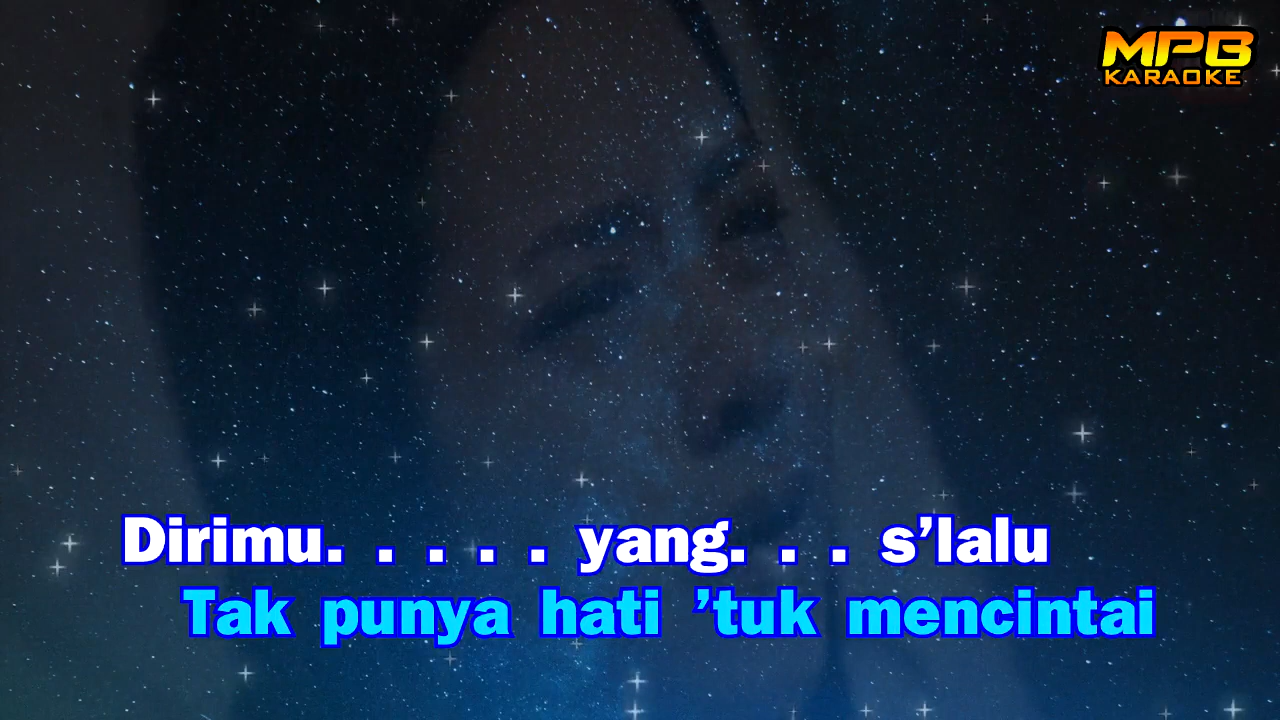 MPB
KARAOKE
Dirimu. . . . . yang. . . s’lalu
Tak punya hati ’tuk mencintai